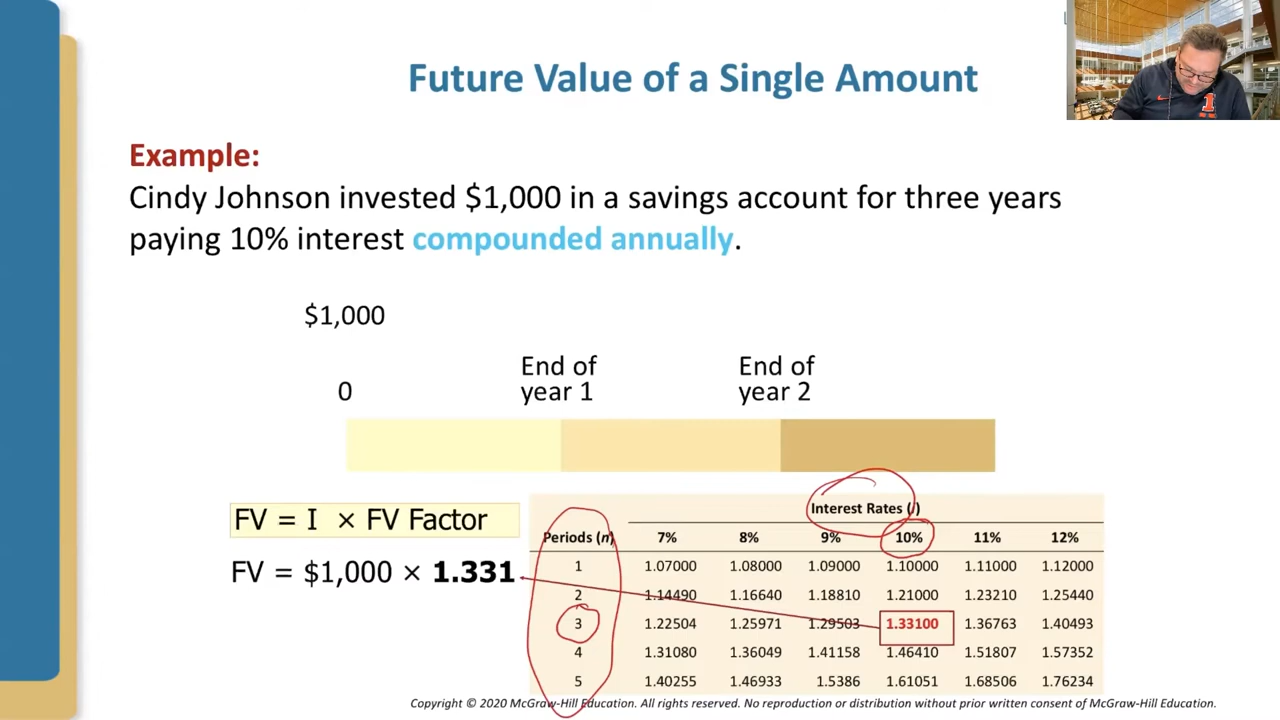 Future Value of a Single Amount
Example:
Cindy Johnson invested $1,000 in a savings account for three years
paying 10% interest compounded annually.
$1,000
0
End of
year 1
End of
year 2
FV = I × FV Factor
FV = $1,000 × 1.331
Interest Rates (i)
Periods (n) 7% 8% 9% 10% 11% 12%
1 1.07000 1.08000 1.09000 1.10000 1.11000 1.12000
2 1.14490 1.16640 1.18810 1.21000 1.23210 1.25440
3 1.22504 1.25971 1.29503 1.33100 1.36763 1.40493
4 1.31080 1.36049 1.41158 1.46410 1.51807 1.57352
5 1.40255 1.46933 1.5386 1.61051 1.68506 1.76234
Copyright © 2020 McGraw-Hill Education. All rights reserved. No reproduction or distribution without prior written consent of McGraw-Hill Education.